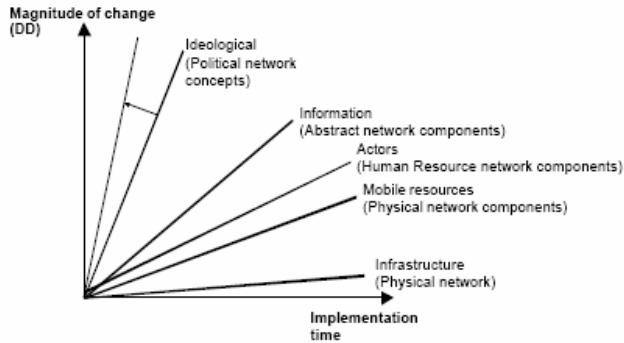 Magnitude of change
(DD)
Ideological
(Political network
concepts)
Information
(Abstract network components)
Actors
(Human Resource network components)
Mobile resources
(Physical network components)
Infrastructure
(Physical network)
Implementation
time